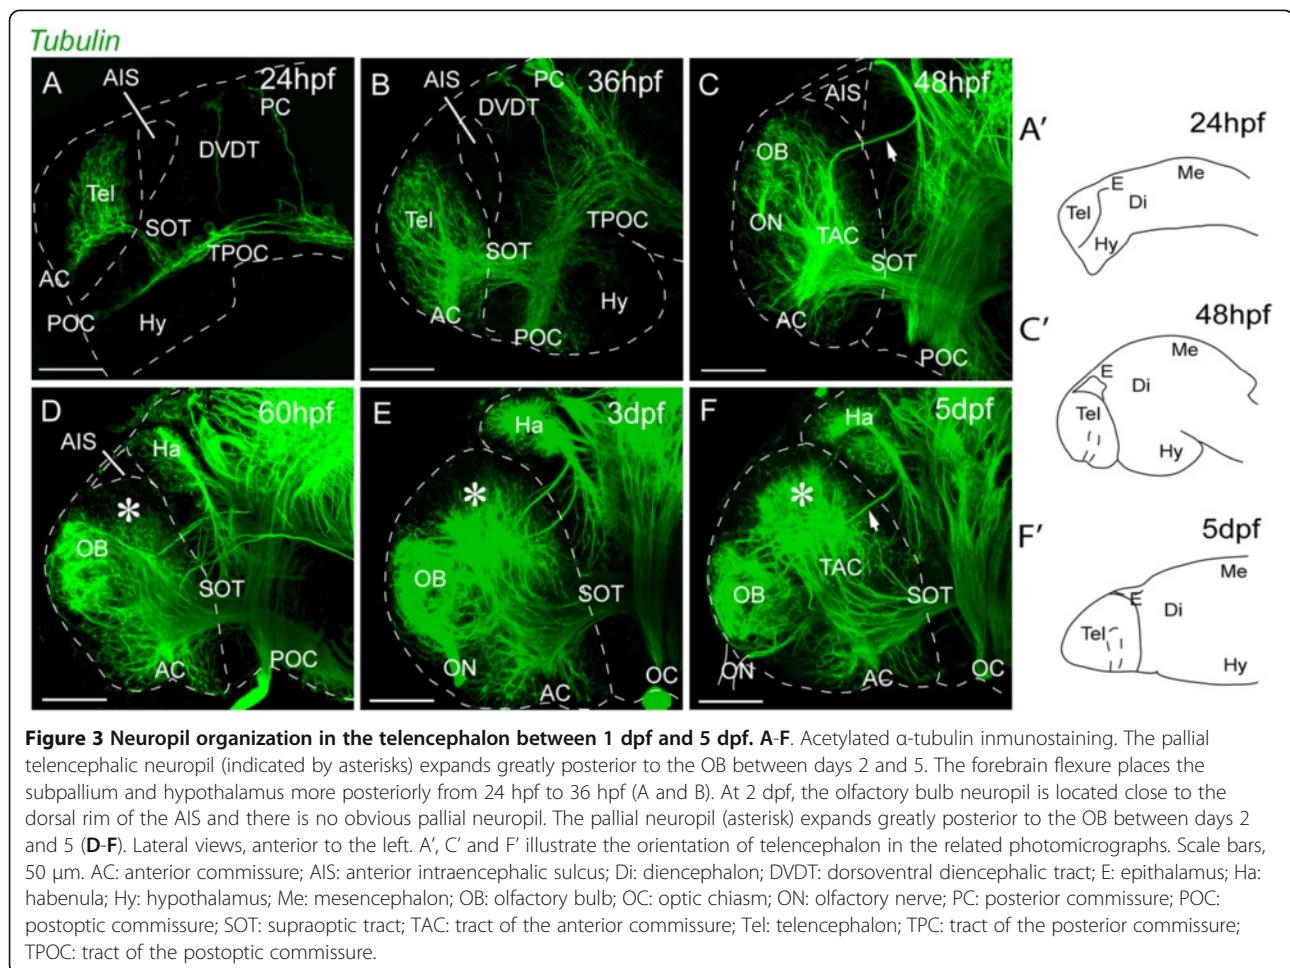 Tubulin
A AIS 24hpf
PC
DVDT
Tel
SOT
TPOC
AC
POC Hy
B AIS PC 36hpf
DVDT
Tel
TPOC
SOT
Hy
AC
POC
C AIS 48hpf
OB
ON
TAC
SOT
AC
POC
A′ 24hpf
Me
E
Tel Di
Hy
C′ 48hpf
Me
E
Di
Tel
Hy
D 60hpf
AIS Ha
*
OB
SOT
AC POC
E 3dpf
Ha
*
OB
SOT
ON
AC OC
F 5dpf
Ha
*
TAC
OB SOT
ON AC OC
F′ 5dpf
Me
E
Di
Tel
Hy
Figure 3 Neuropil organization in the telencephalon between 1 dpf and 5 dpf. A-F. Acetylated α-tubulin inmunostaining. The pallial
telencephalic neuropil (indicated by asterisks) expands greatly posterior to the OB between days 2 and 5. The forebrain flexure places the
subpallium and hypothalamus more posteriorly from 24 hpf to 36 hpf (A and B). At 2 dpf, the olfactory bulb neuropil is located close to the
dorsal rim of the AIS and there is no obvious pallial neuropil. The pallial neuropil (asterisk) expands greatly posterior to the OB between days 2
and 5 (D-F). Lateral views, anterior to the left. A′, C′ and F′ illustrate the orientation of telencephalon in the related photomicrographs. Scale bars,
50 μm. AC: anterior commissure; AIS: anterior intraencephalic sulcus; Di: diencephalon; DVDT: dorsoventral diencephalic tract; E: epithalamus; Ha:
habenula; Hy: hypothalamus; Me: mesencephalon; OB: olfactory bulb; OC: optic chiasm; ON: olfactory nerve; PC: posterior commissure; POC:
postoptic commissure; SOT: supraoptic tract; TAC: tract of the anterior commissure; Tel: telencephalon; TPC: tract of the posterior commissure;
TPOC: tract of the postoptic commissure.